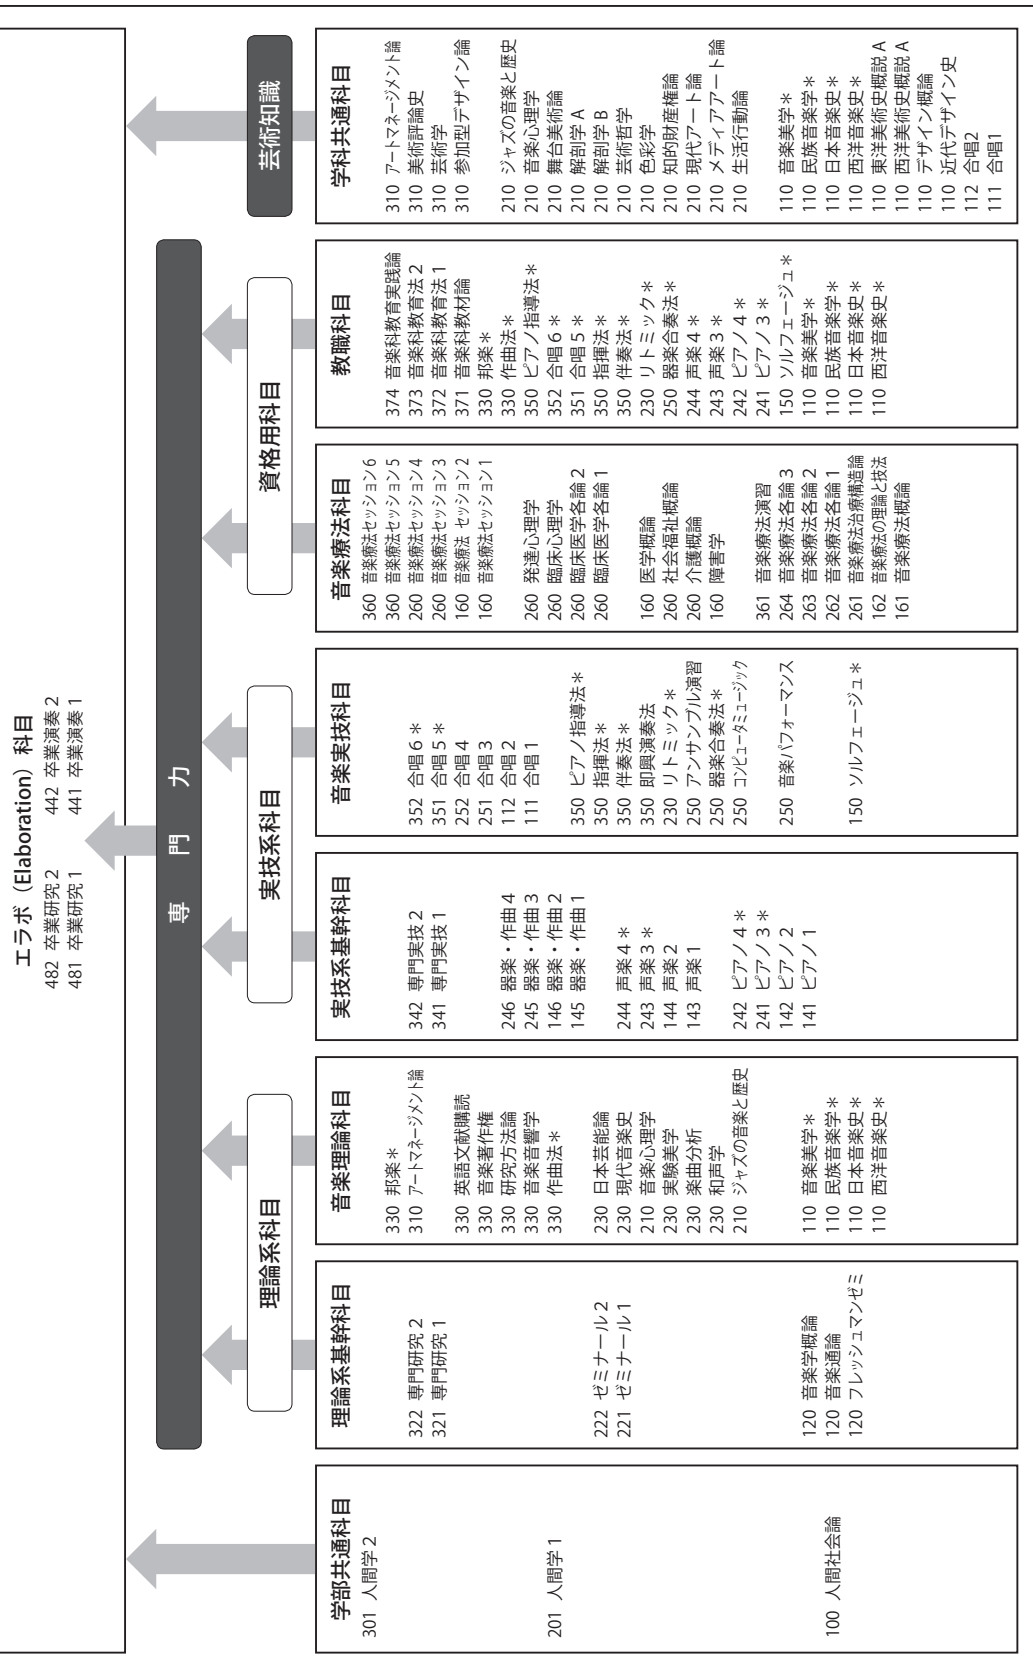 エラボ（Elaboration）科目
482 卒業研究2
481 卒業研究1
442 卒業演奏2
441 卒業演奏1
専門力
芸術知識
理論系科目
実技系科目
資格用科目
学部共通科目
301 人間学2
201 人間学1
100 人間社会論
理論系基幹科目
322 専門研究2
321 専門研究1
222 ゼミナール2
221 ゼミナール1
120 音楽学概論
120 音楽通論
120 フレッシュマンゼミ
音楽理論科目
330 邦楽＊
310 アートマネージメント論
330 英語文献購読
330 音楽著作権
330 研究方法論
330 音楽音響学
330 作曲法＊
230 日本芸能論
230 現代音楽史
210 音楽心理学
230 実験美学
230 楽曲分析
230 和声学
210 ジャズの音楽と歴史
110 音楽美学＊
110 民族音楽学＊
110 日本音楽史＊
110 西洋音楽史＊
実技系基幹科目
342 専門実技2
341 専門実技1
246 器楽・作曲4
245 器楽・作曲3
146 器楽・作曲2
145 器楽・作曲1
244 声楽4＊
243 声楽3＊
144 声楽2
143 声楽1
242 ピアノ4＊
241 ピアノ3＊
142 ピアノ2
141 ピアノ1
音楽実技科目
352 合唱6＊
351 合唱5＊
252 合唱4
251 合唱3
112 合唱2
111 合唱1
350 ピアノ指導法＊
350 指揮法＊
350 伴奏法＊
350 即興演奏法
230 リトミック＊
250 アンサンブル演習
250 器楽合奏法＊
250 コンピュータミュージック
250 音楽パフォーマンス
150 ソルフェージュ＊
音楽療法科目
360 音楽療法セッション6
360 音楽療法セッション5
260 音楽療法セッション4
260 音楽療法セッション3
160 音楽療法 セッション2
160 音楽療法セッション1
260 発達心理学
260 臨床心理学
260 臨床医学各論2
260 臨床医学各論1
160 医学概論
260 社会福祉概論
260 介護概論
160 障害学
361 音楽療法演習
264 音楽療法各論3
263 音楽療法各論2
262 音楽療法各論1
261 音楽療法治療構造論
162 音楽療法の理論と技法
161 音楽療法概論
教職科目
374 音楽科教育実践論
373 音楽科教育法2
372 音楽科教育法1
371 音楽科教材論
330 邦楽＊
330 作曲法＊
350 ピアノ指導法＊
352 合唱6＊
351 合唱5＊
350 指揮法＊
350 伴奏法＊
230 リトミック＊
250 器楽合奏法＊
244 声楽4＊
243 声楽3＊
242 ピアノ4＊
241 ピアノ3＊
150 ソルフェージュ＊
110 音楽美学＊
110 民族音楽学＊
110 日本音楽史＊
110 西洋音楽史＊
学科共通科目
310 アートマネージメント論
310 美術評論史
310 芸術学
310 参加型デザイン論
210 ジャズの音楽と歴史
210 音楽心理学
210 舞台美術論
210 解剖学A
210 解剖学B
210 芸術哲学
210 色彩学
210 知的財産権論
210 現代アート論
210 メディアアート論
210 生活行動論
110 音楽美学＊
110 民族音楽学＊
110 日本音楽史＊
110 西洋音楽史＊
110 東洋美術史概説A
110 西洋美術史概説A
110 デザイン概論
110 近代デザイン史
112 合唱2
111 合唱1